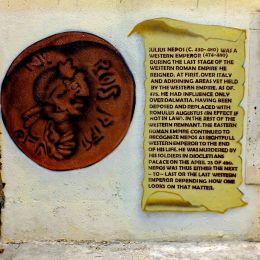 JULIUS NEPOS (C. 430-480) WAS A
WESTERN EMPEROR (474-480)
DURING THE LAST STAGE OF THE
WESTERN ROMAN EMPIRE HE
REIGNED, AT FIRST, OVER ITALY
AND ADJOINING AREAS YET HELD
BY THE WESTERN EMPIRE. AS OF.
475, HE HAD INFLUENCE ONLY
OVER DALMATIA, HAVING BEEN
DEPOSED AND REPLACED WITH
ROMULUS AUGUSTUS (IN EFFECT IF
NOT IN LAW). IN THE REST OF THE
WESTERN REMNANT. THE EASTERN
ROMAN EMPIRE CONTINUED TO
RECOGNIZE NEPOS AS RIGHTFULL
WESTERN EMPEROR TO THE END
OF HIS LIFE. HE WAS MURDERED BY
HIS SOLDIERS IN DIOCLETIANS
PALACE ON THE APRIL 25 OF 480.
NEPOS WAS THUS EITHER THE NEXT
- TO - LAST OR THE LAST WESTERN
EMPEROR DEPENDING HOW ONE
LOOKS ON THAT MATTER.